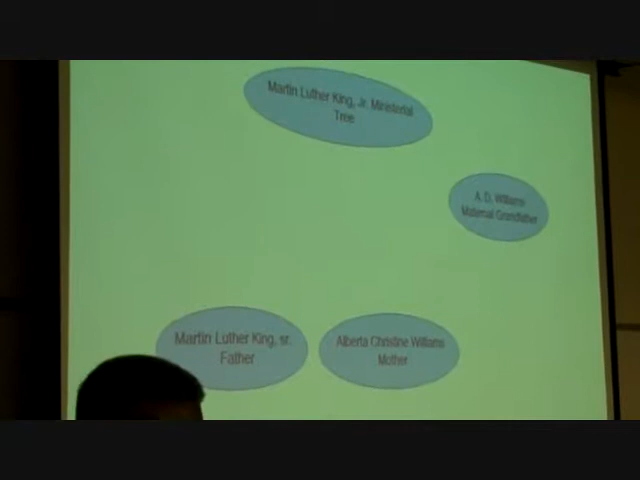 Martin Luther King, Jr. Ministerial
Tree
A. D. Williams
Maternal Grandfather
Martin Luther King, sr.
Father
Alberta Christine Williams
Mother